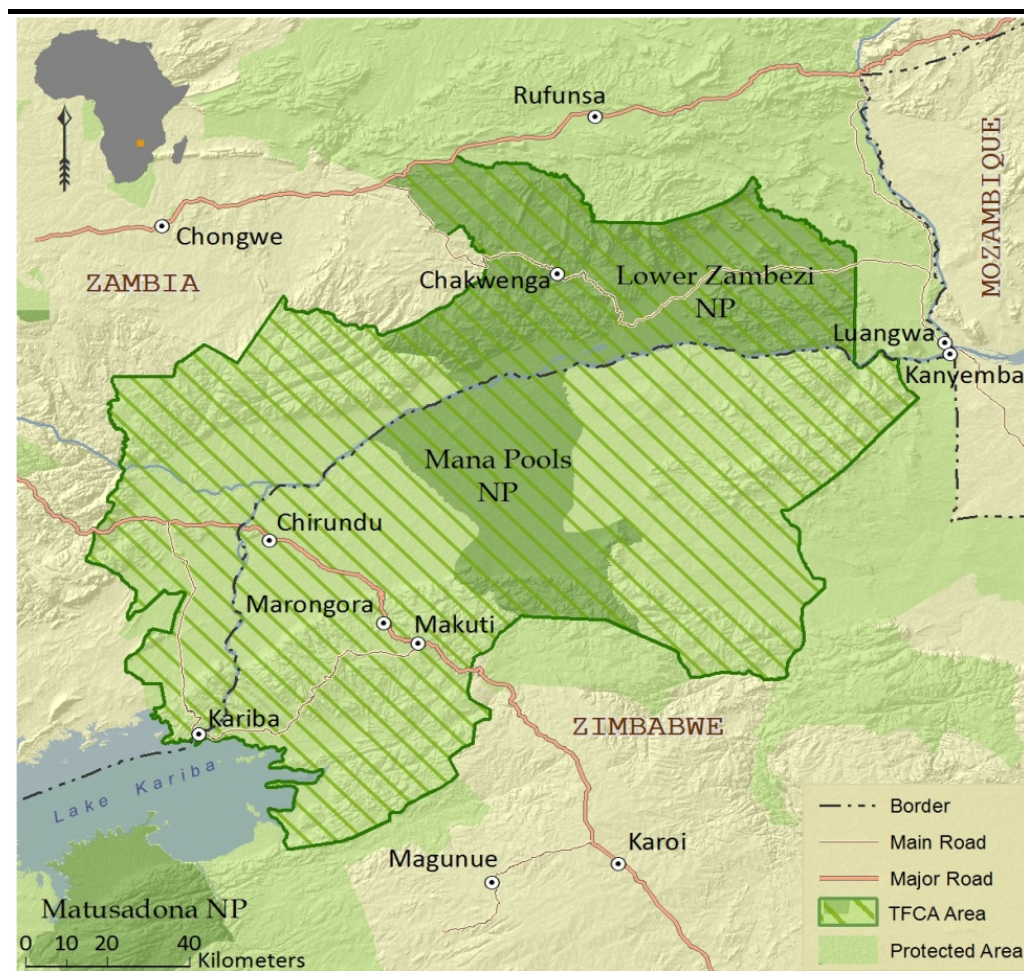 Rufunsa
MOZAMBIQUE
Chongwe
ZAMBIA
Chakwenga
Lower Zambezi
NP
Luangwa
Kanyemba
Mana Pools
NP
Chirundu
Marongora
Makuti
Kariba
ZIMBABWE
Lake Kariba
Magunue
Karoi
Matusadona NP
0 10 20 40
Kilometers
Border
Main Road
Major Road
TFCA Area
Protected Area